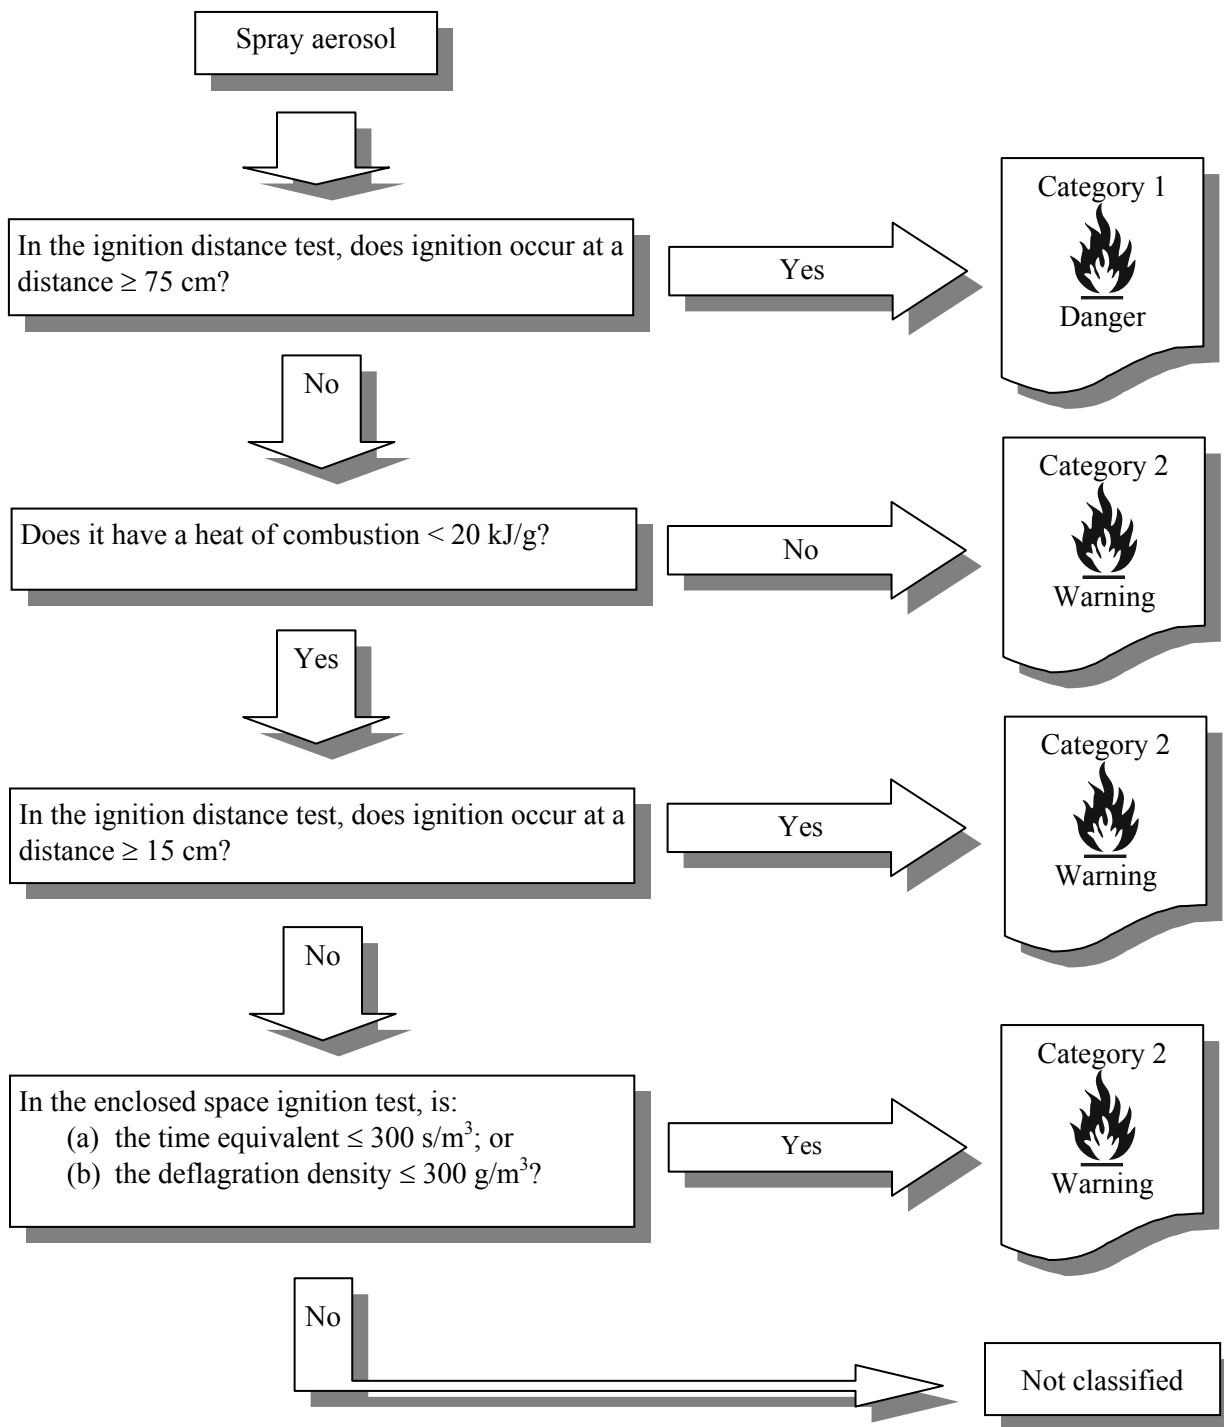 Spray aerosol
Category 1
In the ignition distance test, does ignition occur at a
distance ≥ 75 cm?
Yes
Danger
No
Category 2
Does it have a heat of combustion < 20 kJ/g?
No
Warning
Yes
Category 2
In the ignition distance test, does ignition occur at a
distance ≥ 15 cm?
Yes
Warning
No
Category 2
In the enclosed space ignition test, is:
(a) the time equivalent ≤ 300 s/m³; or
(b) the deflagration density ≤ 300 g/m³?
Yes
Warning
No
Not classified